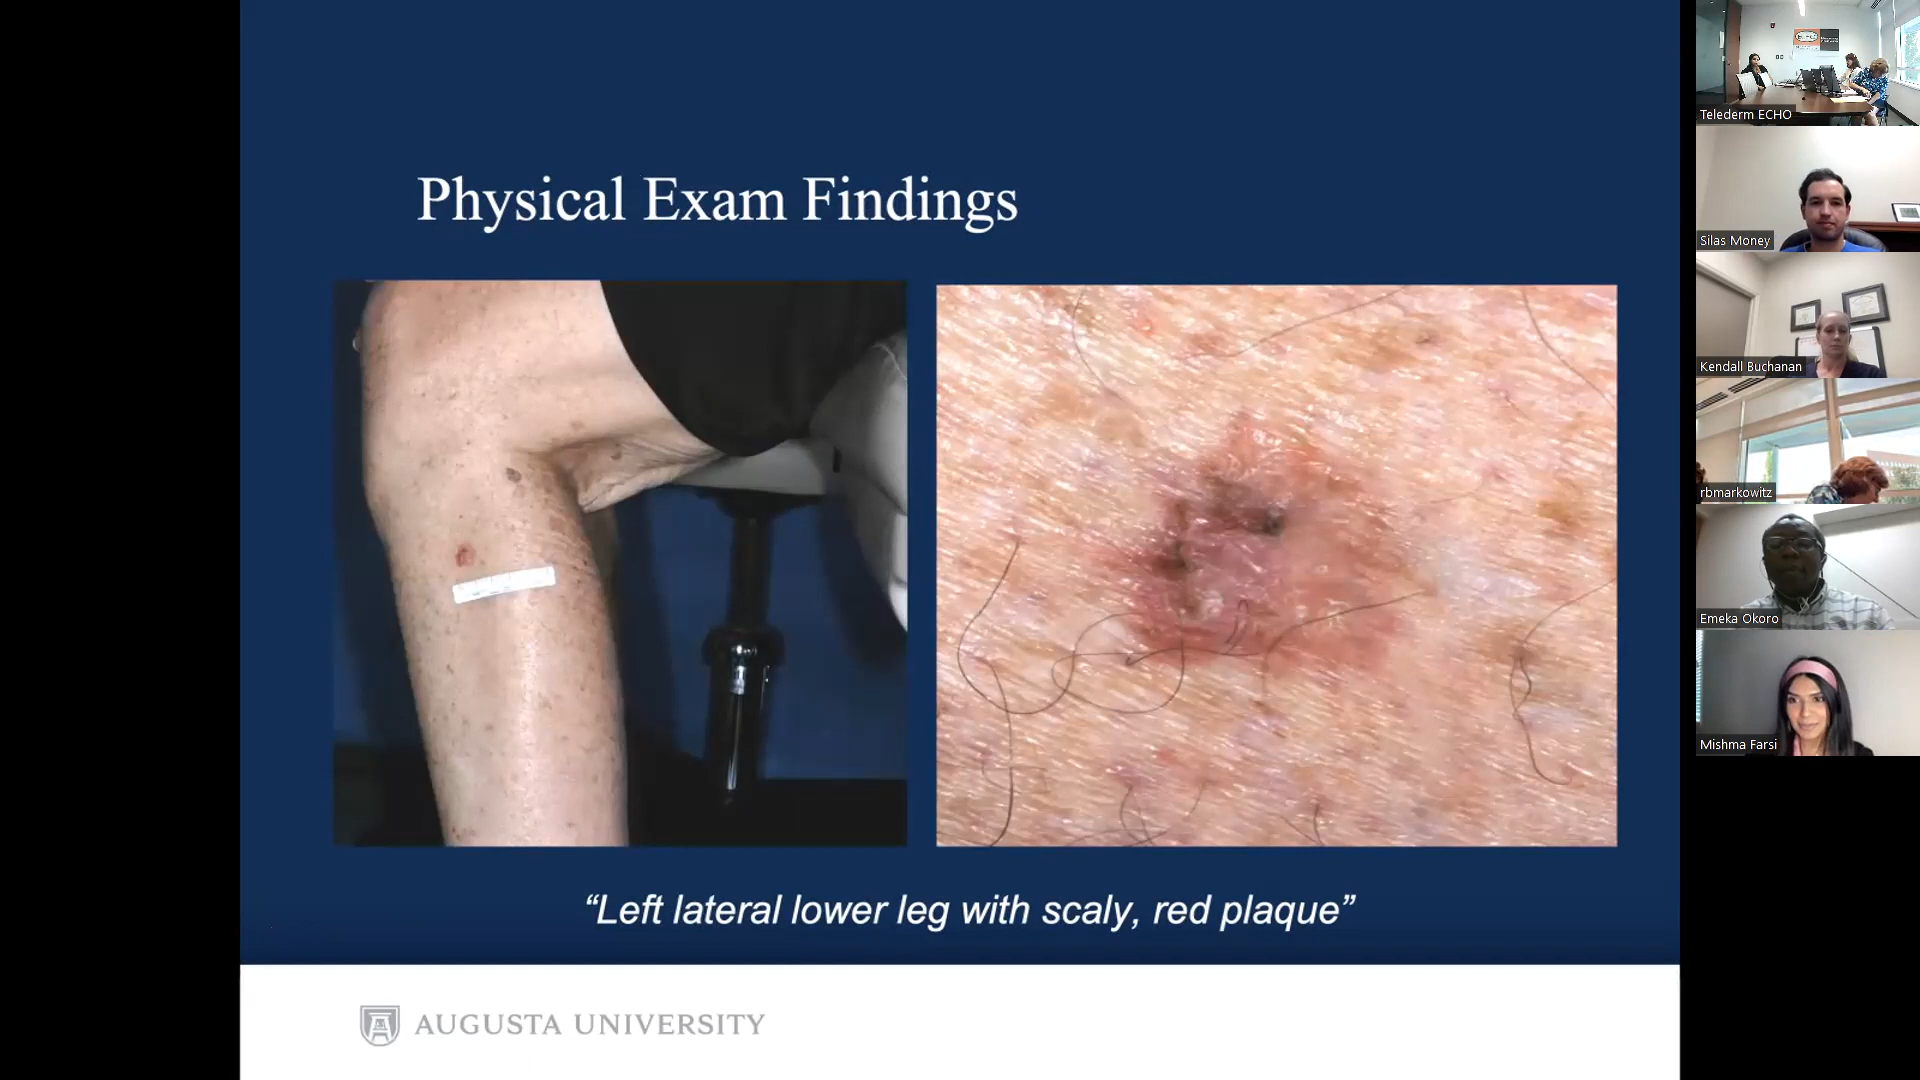 Physical Exam Findings
“Left lateral lower leg with scaly, red plaque”
AUGUSTA UNIVERSITY
Telederm ECHO
Silas Money
Kendall Buchanan
rbmarkowitz
Emeka Okoro
Mishma Farsi